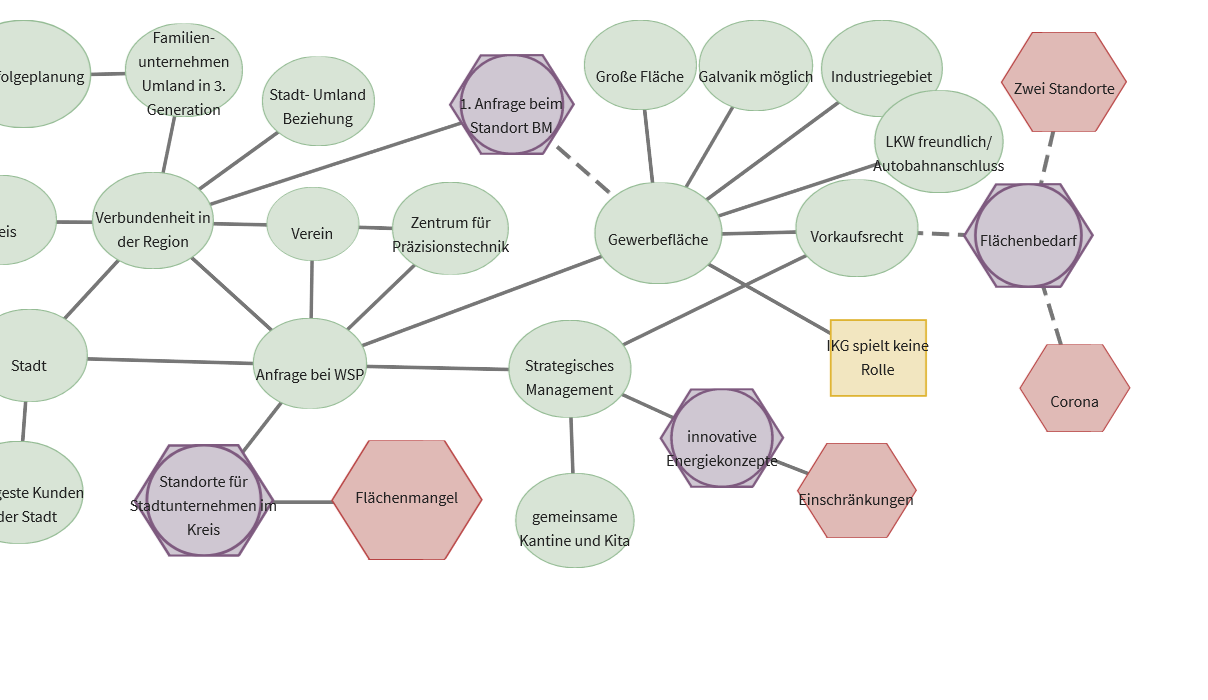 folgeplanung
Familien-
unternehmen
Umland in 3.
Generation
Stadt- Umland
Beziehung
1. Anfrage beim
Standort BM
Große Fläche
Galvanik möglich
Industriegebiet
LKW freundlich/
Autobahnanschluss
Zwei Standorte
eis
Verbundenheit in
der Region
Verein
Zentrum für
Präzisionstechnik
Gewerbefläche
Vorkaufsrecht
Flächenbedarf
Stadt
Anfrage bei WSP
Strategisches
Management
IKG spielt keine
Rolle
Corona
innovative
Energiekonzepte
Einschränkungen
geste Kunden
der Stadt
Standorte für
Stadtunternehmen im
Kreis
Flächenmangel
gemeinsame
Kantine und Kita